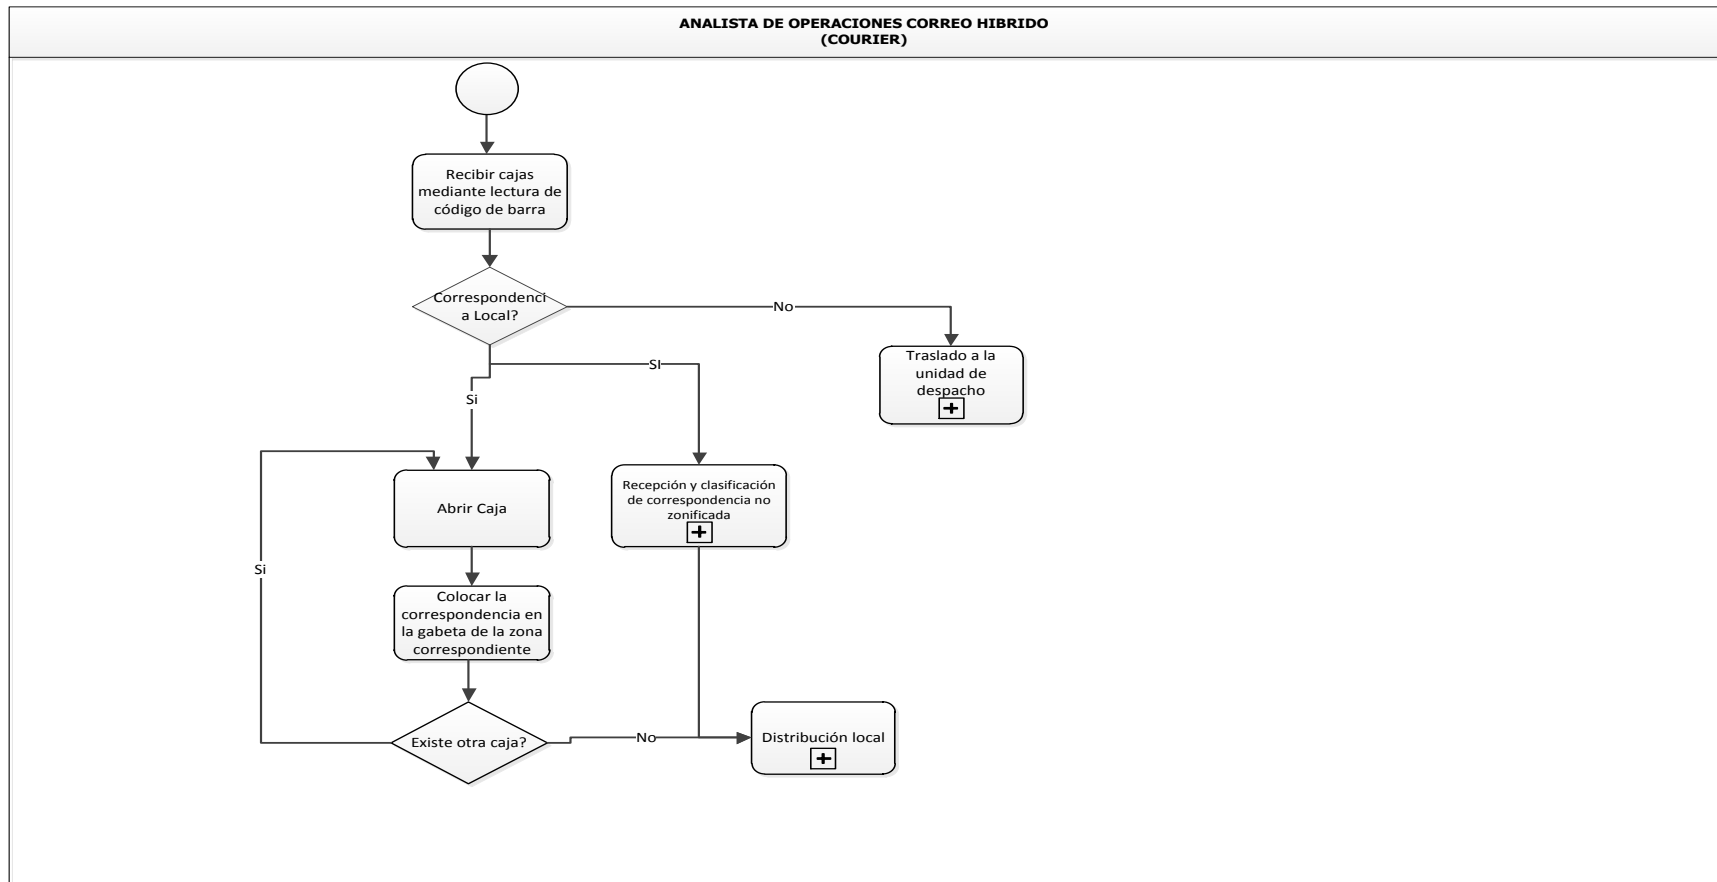 ANALISTA DE OPERACIONES CORREO HIBRIDO
(COURIER)
Recibir cajas
mediante lectura de
código de barra
Correspondenci
a Local?
No
Traslado a la
unidad de
despacho
SI
Si
Abrir Caja
Recepción y clasificación
de correspondencia no
zonificada
Si
Colocar la
correspondencia en
la gabeta de la zona
correspondiente
Existe otra caja?
No
Distribución local